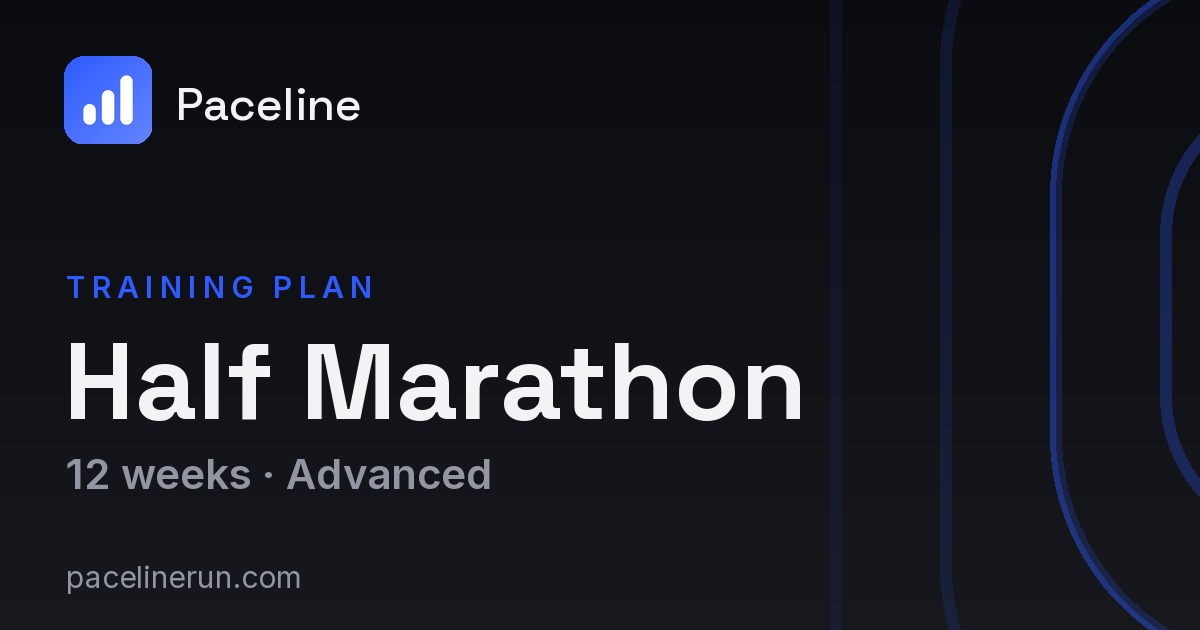 Paceline
TRAINING PLAN
Half Marathon
12 weeks · Advanced
pacelinerun.com